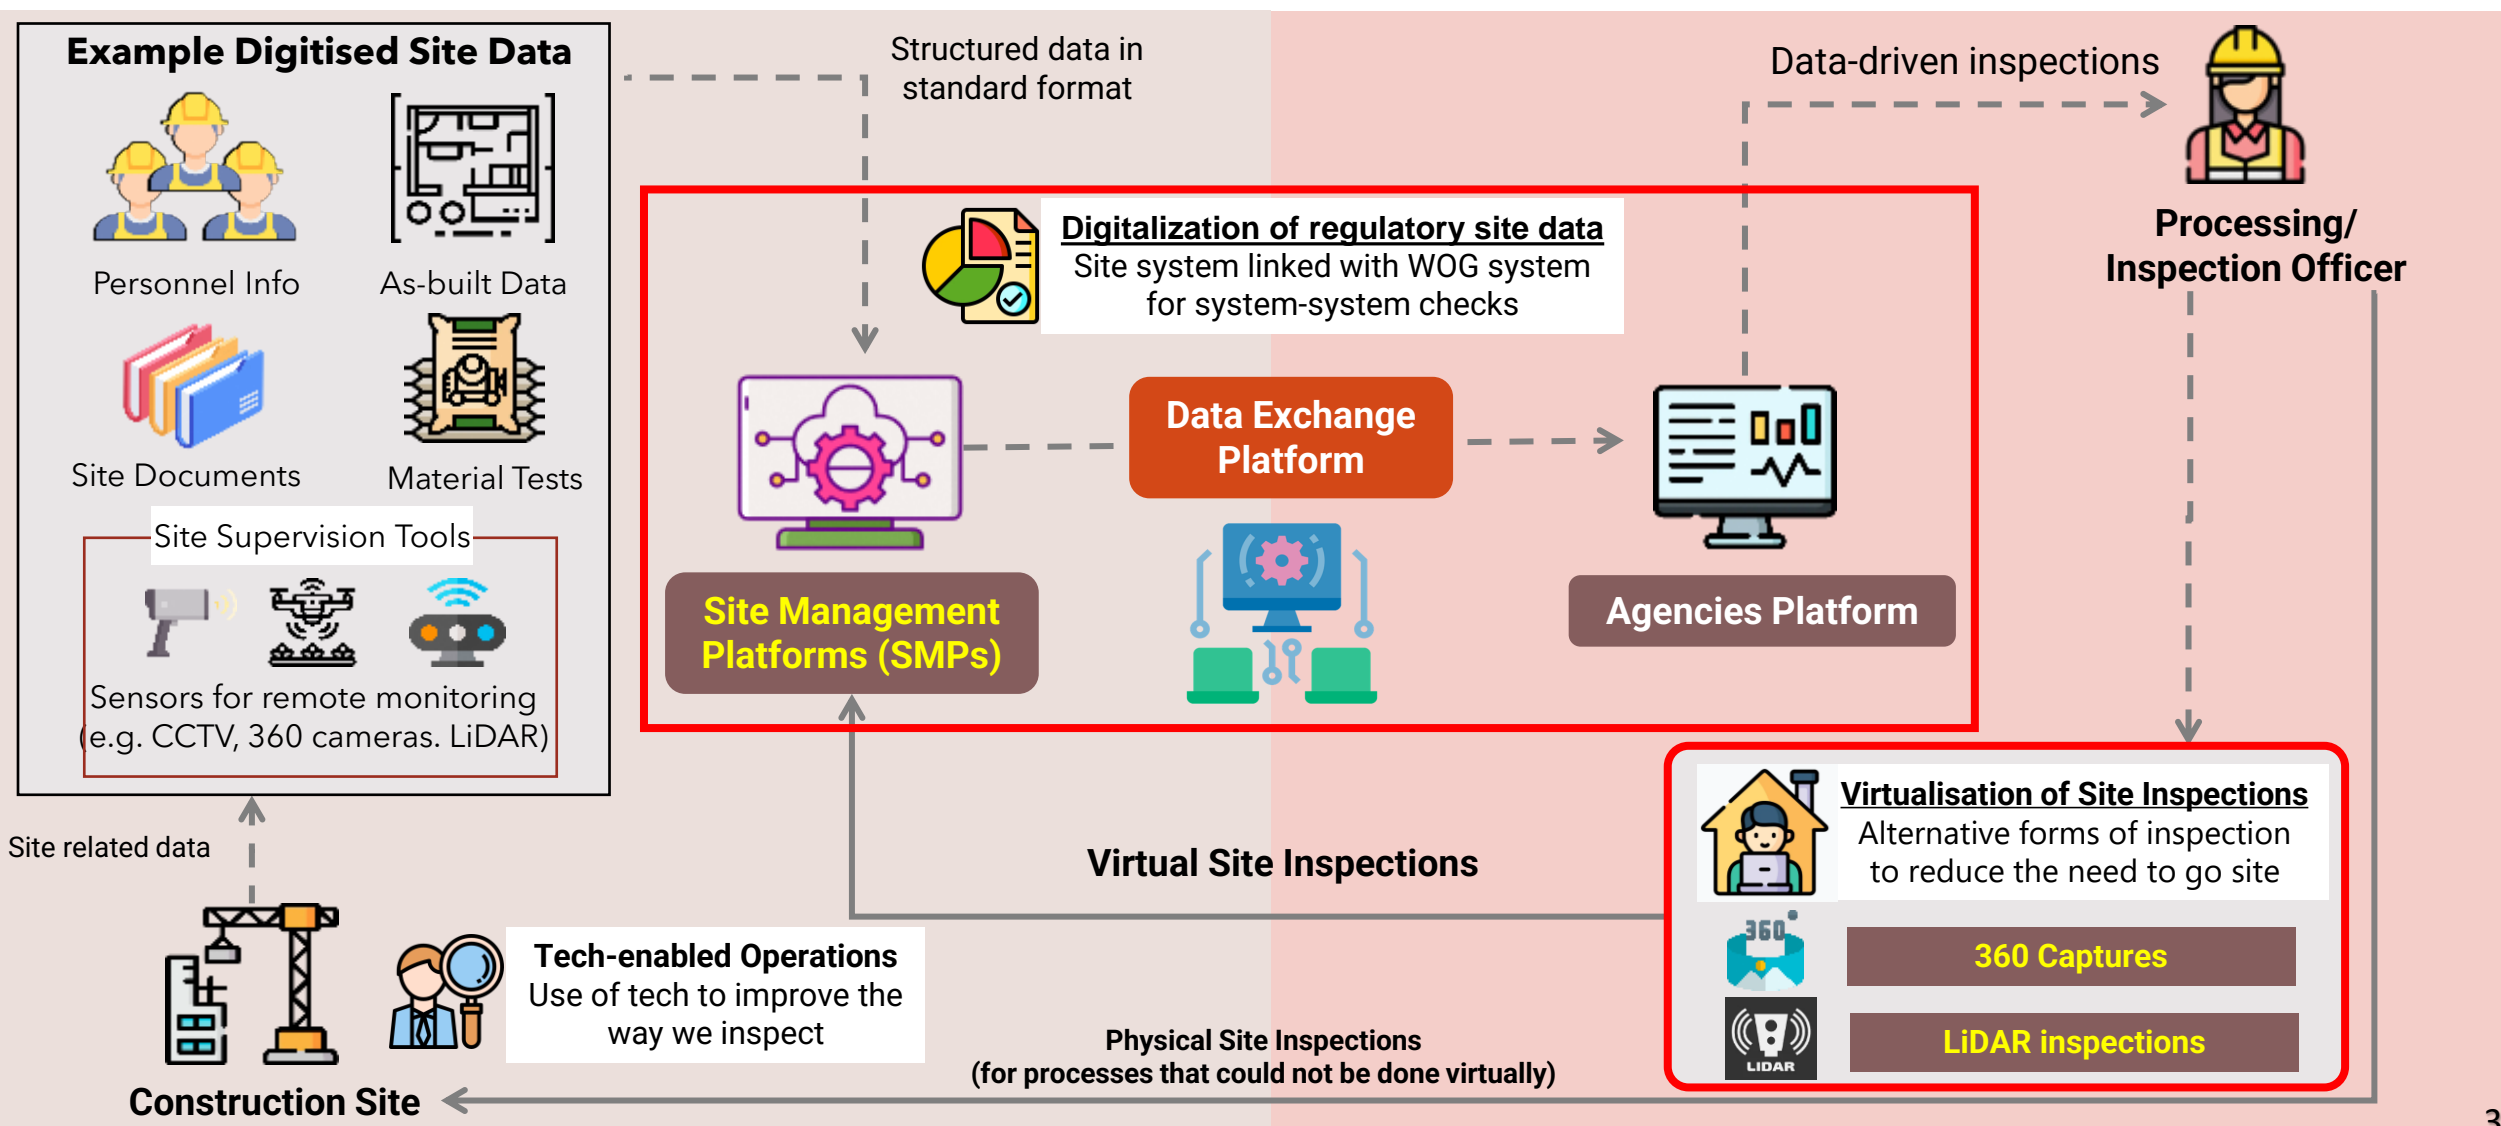 Example Digitised Site Data
Personnel Info
As-built Data
Site Documents
Material Tests
Site Supervision Tools
Sensors for remote monitoring
(e.g. CCTV, 360 cameras. LiDAR)
Site related data
Construction Site
Structured data in
standard format
Digitalization of regulatory site data
Site system linked with WOG system
for system-system checks
Site Management
Platforms (SMPs)
Data Exchange
Platform
Agencies Platform
Data-driven inspections
Processing/
Inspection Officer
Virtualisation of Site Inspections
Alternative forms of inspection
to reduce the need to go site
360°
360 Captures
LiDAR
LiDAR inspections
Virtual Site Inspections
Tech-enabled Operations
Use of tech to improve the
way we inspect
Physical Site Inspections
(for processes that could not be done virtually)
3